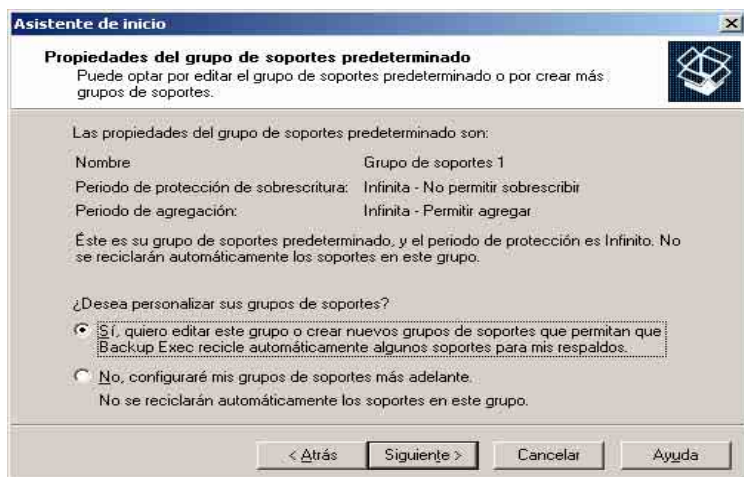 Asistente de inicio
Propiedades del grupo de soportes predeterminado
Puede optar por editar el grupo de soportes predeterminado o por crear más
grupos de soportes.
Las propiedades del grupo de soportes predeterminado son:
Nombre Grupo de soportes 1
Periodo de protección de sobrescritura: Infinita - No permitir sobrescribir
Periodo de agregación: Infinita - Permitir agregar
Éste es su grupo de soportes predeterminado, y el periodo de protección es Infinito. No
se reciclarán automáticamente los soportes en este grupo.
¿Desea personalizar sus grupos de soportes?
Sí, quiero editar este grupo o crear nuevos grupos de soportes que permitan que
Backup Exec recicle automáticamente algunos soportes para mis respaldos.
No, configuraré mis grupos de soportes más adelante.
No se reciclarán automáticamente los soportes en este grupo.
< Atrás Siguiente > Cancelar Ayuda